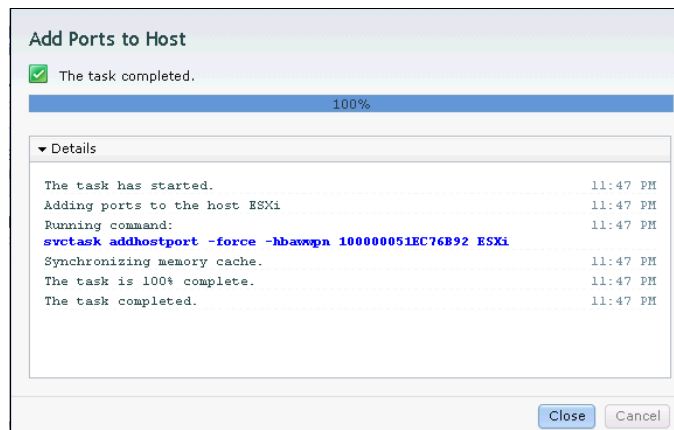 Add Ports to Host
The task completed.
100%
Details
The task has started. 11:47 PM
Adding ports to the host ESXi 11:47 PM
Running command: 11:47 PM
svctask addhostport -force -hbawwpn 100000051EC76B92 ESXi
Synchronizing memory cache. 11:47 PM
The task is 100% complete. 11:47 PM
The task completed. 11:47 PM
Close Cancel